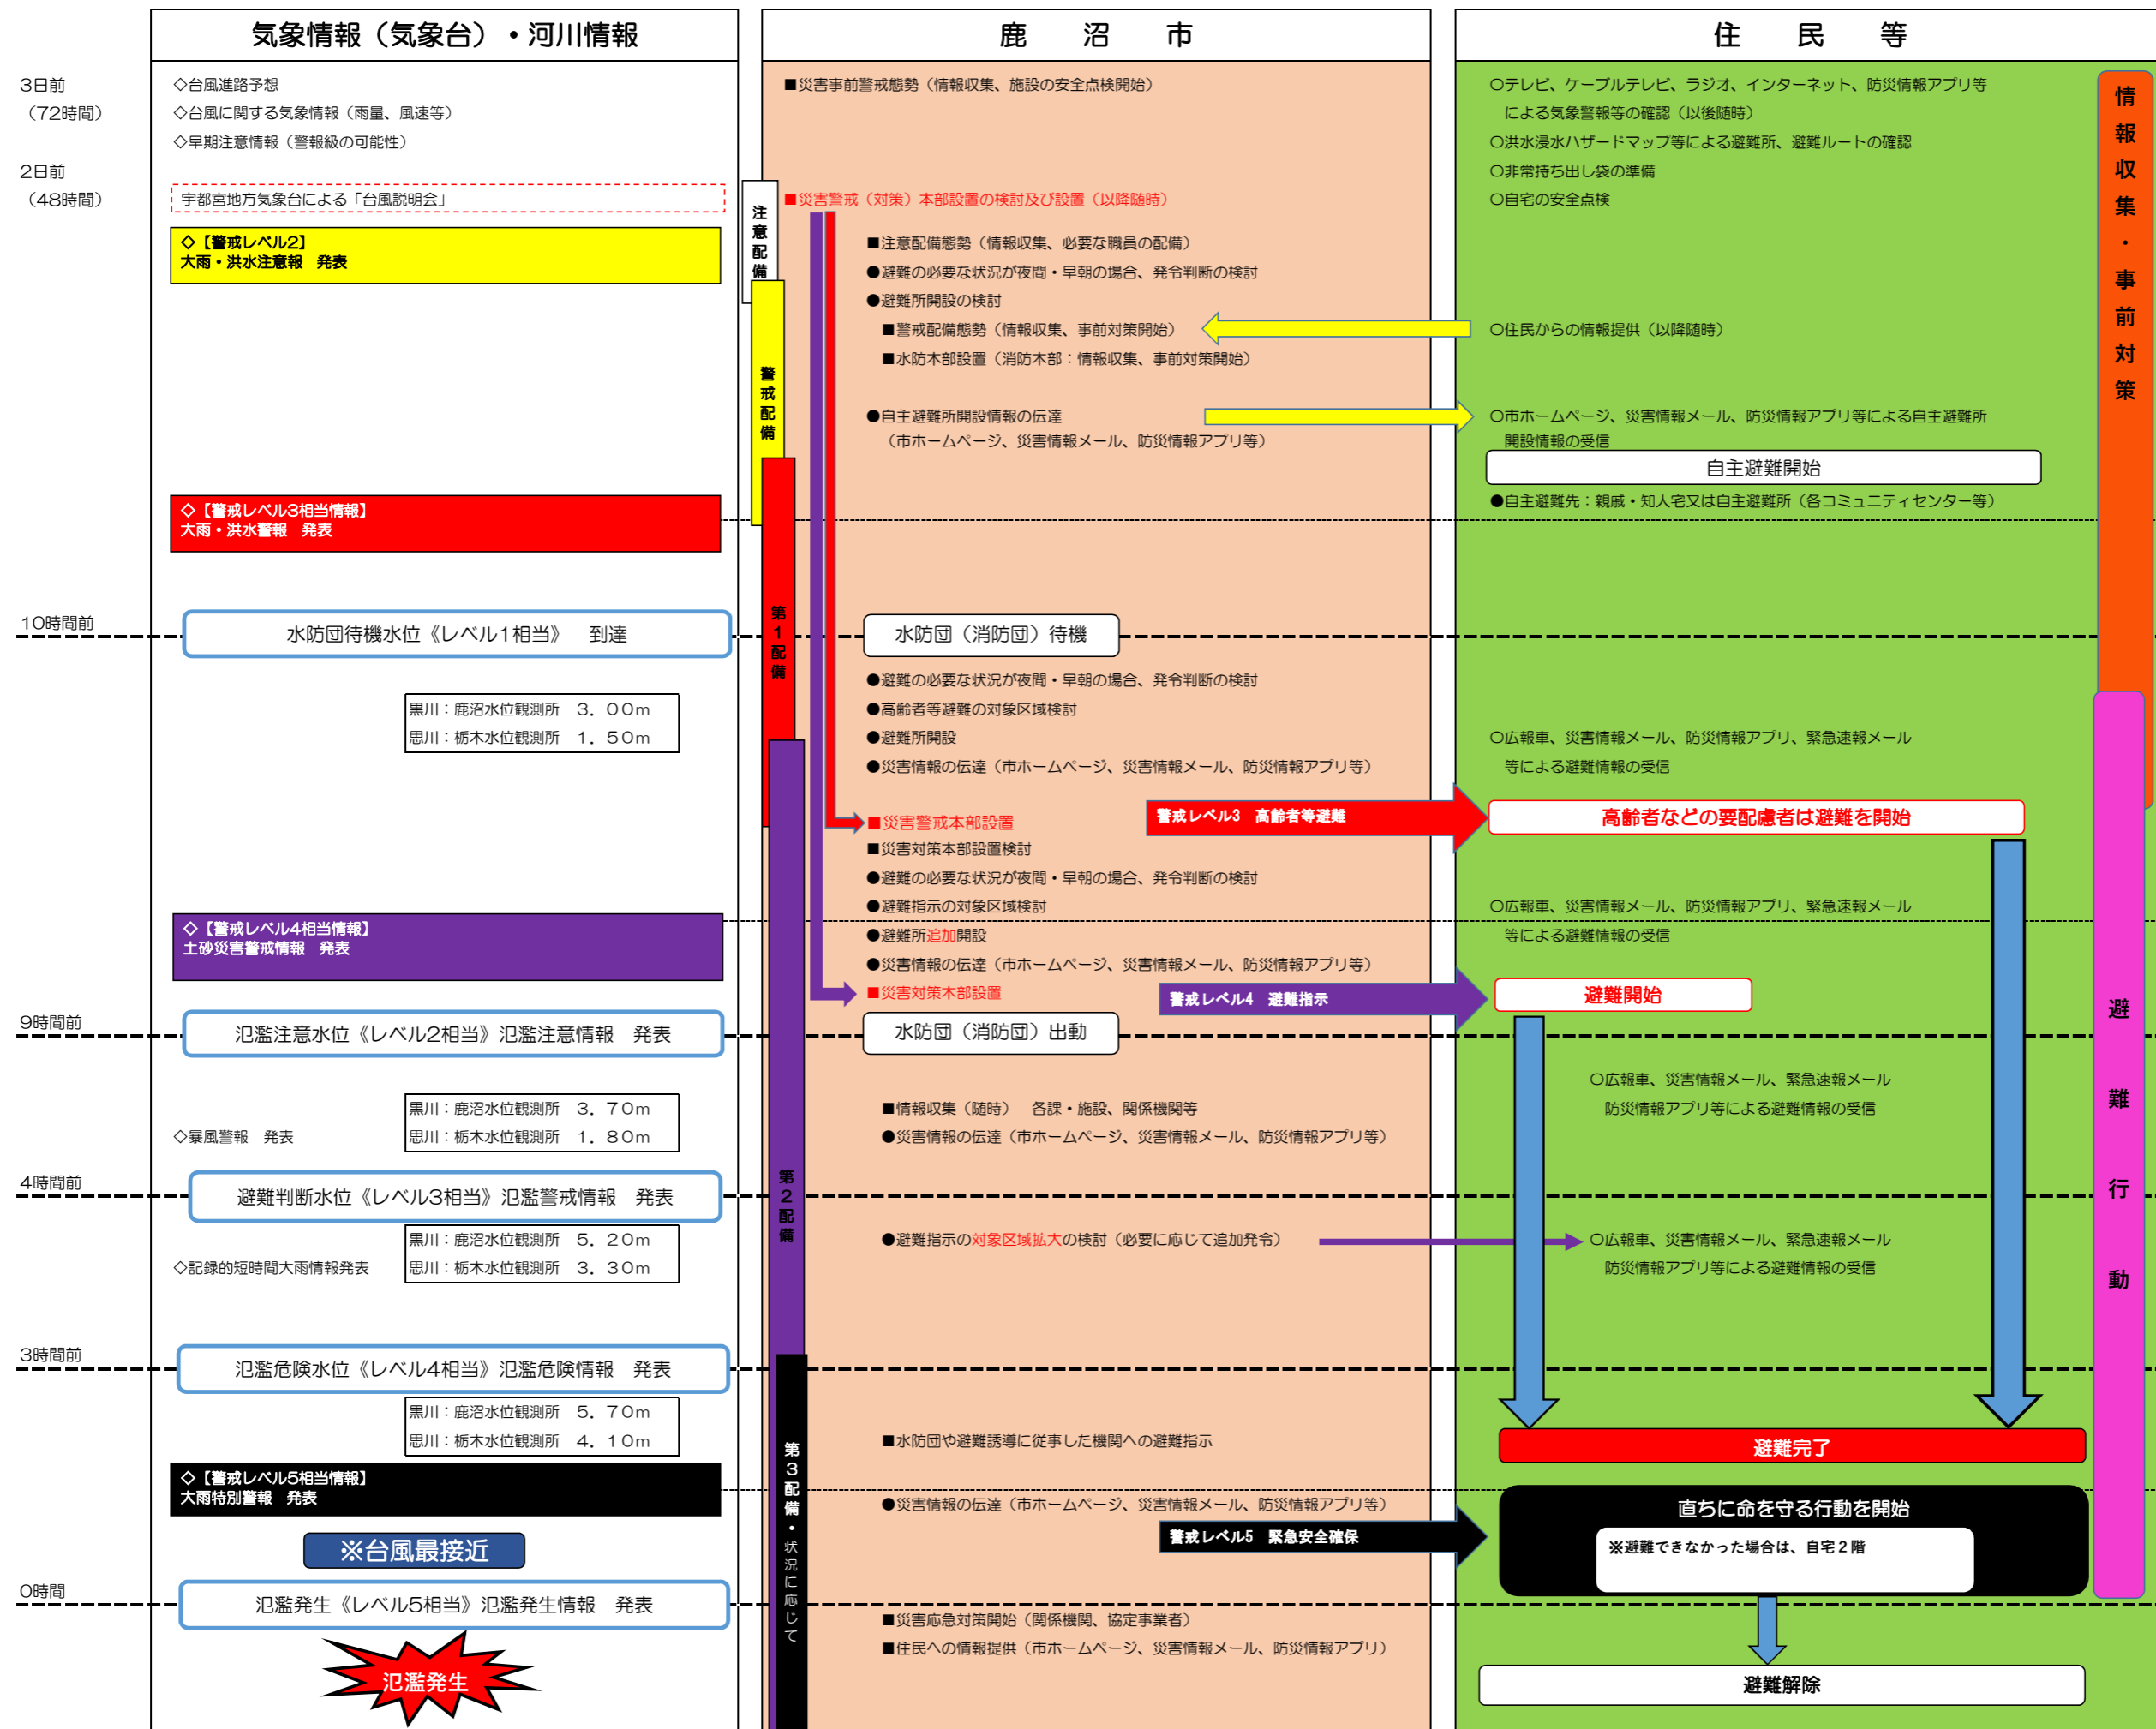 気象情報（気象台）・河川情報
鹿　沼　市
住　民　等
3日前
（72時間）
2日前
（48時間）
10時間前
9時間前
4時間前
3時間前
0時間
◇台風進路予想
◇台風に関する気象情報（雨量、風速等）
◇早期注意情報（警報級の可能性）
宇都宮地方気象台による「台風説明会」
◇【警戒レベル2】
大雨・洪水注意報　発表
◇【警戒レベル3相当情報】
大雨・洪水警報　発表
水防団待機水位《レベル1相当》　到達
黒川：鹿沼水位観測所　３．００ｍ
思川：栃木水位観測所　１．５０ｍ
◇【警戒レベル4相当情報】
土砂災害警戒情報　発表
氾濫注意水位《レベル2相当》氾濫注意情報　発表
黒川：鹿沼水位観測所　３．７０ｍ
◇暴風警報　発表
思川：栃木水位観測所　１．８０ｍ
避難判断水位《レベル3相当》氾濫警戒情報　発表
黒川：鹿沼水位観測所　５．２０ｍ
◇記録的短時間大雨情報発表
思川：栃木水位観測所　３．３０ｍ
氾濫危険水位《レベル4相当》氾濫危険情報　発表
黒川：鹿沼水位観測所　５．７０ｍ
思川：栃木水位観測所　４．１０ｍ
◇【警戒レベル5相当情報】
大雨特別警報　発表
※台風最接近
氾濫発生《レベル5相当》氾濫発生情報　発表
氾濫発生
注意配備
警戒配備
第1配備
第2配備
第3配備・状況に応じて
■災害事前警戒態勢（情報収集、施設の安全点検開始）
■災害警戒（対策）本部設置の検討及び設置（以降随時）
■注意配備態勢（情報収集、必要な職員の配備）
●避難の必要な状況が夜間・早朝の場合、発令判断の検討
●避難所開設の検討
■警戒配備態勢（情報収集、事前対策開始）
■水防本部設置（消防本部：情報収集、事前対策開始）
●自主避難所開設情報の伝達
（市ホームページ、災害情報メール、防災情報アプリ等）
水防団（消防団）待機
●避難の必要な状況が夜間・早朝の場合、発令判断の検討
●高齢者等避難の対象区域検討
●避難所開設
●災害情報の伝達（市ホームページ、災害情報メール、防災情報アプリ等）
警戒レベル3　高齢者等避難
■災害警戒本部設置
■災害対策本部設置検討
●避難の必要な状況が夜間・早朝の場合、発令判断の検討
●避難指示の対象区域検討
●避難所追加開設
●災害情報の伝達（市ホームページ、災害情報メール、防災情報アプリ等）
■災害対策本部設置
警戒レベル4　避難指示
水防団（消防団）出動
■情報収集（随時）　各課・施設、関係機関等
●災害情報の伝達（市ホームページ、災害情報メール、防災情報アプリ等）
●避難指示の対象区域拡大の検討（必要に応じて追加発令）
■水防団や避難誘導に従事した機関への避難指示
●災害情報の伝達（市ホームページ、災害情報メール、防災情報アプリ等）
警戒レベル5　緊急安全確保
■災害応急対策開始（関係機関、協定事業者）
■住民への情報提供（市ホームページ、災害情報メール、防災情報アプリ）
○テレビ、ケーブルテレビ、ラジオ、インターネット、防災情報アプリ等
による気象警報等の確認（以後随時）
○洪水浸水ハザードマップ等による避難所、避難ルートの確認
○非常持ち出し袋の準備
○自宅の安全点検
○住民からの情報提供（以降随時）
○市ホームページ、災害情報メール、防災情報アプリ等による自主避難所
開設情報の受信
自主避難開始
●自主避難先：親戚・知人宅又は自主避難所（各コミュニティセンター等）
○広報車、災害情報メール、防災情報アプリ、緊急速報メール
等による避難情報の受信
高齢者などの要配慮者は避難を開始
○広報車、災害情報メール、防災情報アプリ、緊急速報メール
等による避難情報の受信
避難開始
○広報車、災害情報メール、緊急速報メール
防災情報アプリ等による避難情報の受信
○広報車、災害情報メール、緊急速報メール
防災情報アプリ等による避難情報の受信
避難完了
直ちに命を守る行動を開始
※避難できなかった場合は、自宅２階
避難解除
情報収集・事前対策
避難行動